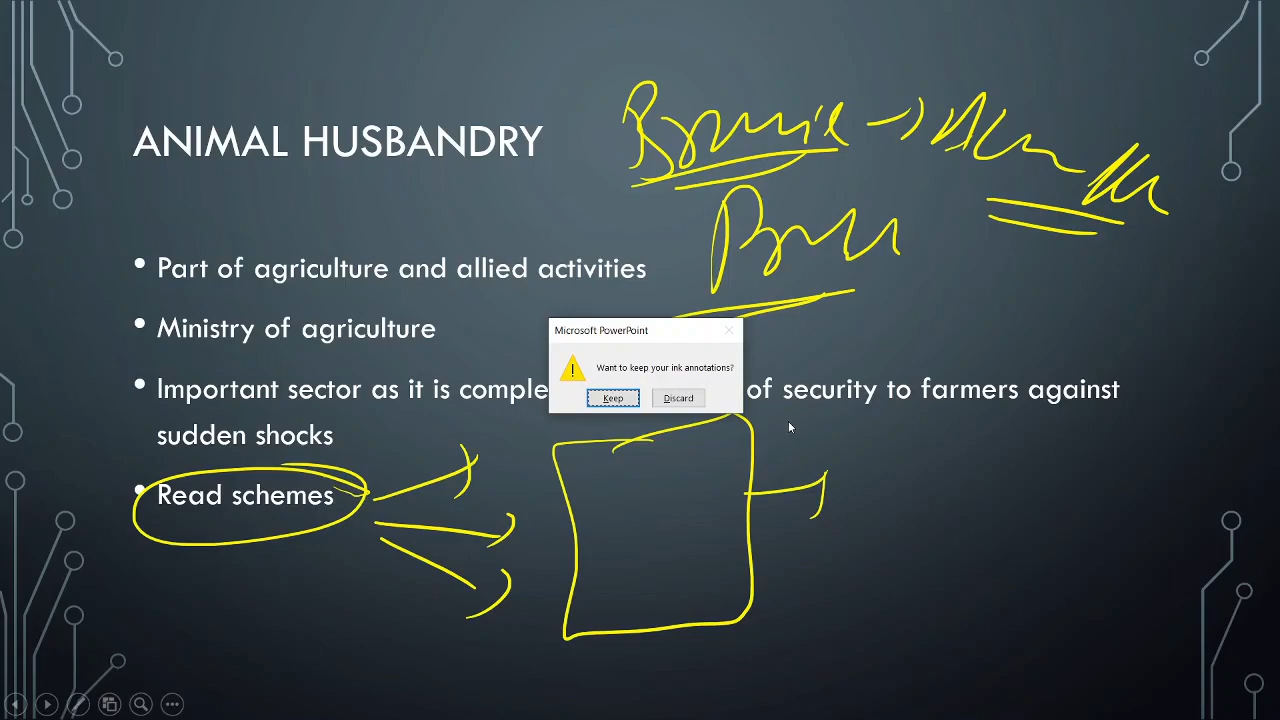 ANIMAL HUSBANDRY
• Part of agriculture and allied activities
• Ministry of agriculture
Microsoft PowerPoint
Want to keep your ink annotations?
Keep Discard
• Important sector as it is comple of security to farmers against
sudden shocks
• Read schemes